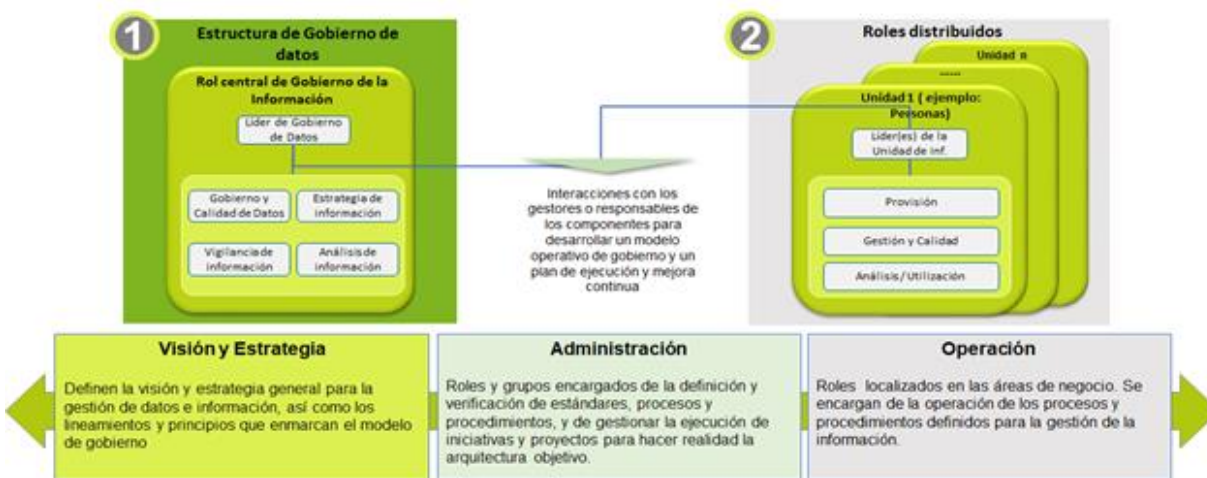 1
Estructura de Gobierno de
datos
Rol central de Gobierno de la
Información
Líder de Gobierno
de Datos
Gobierno y
Calidad de Datos
Estrategia de
información
Vigilancia de
información
Análisis de
información
Interacciones con los
gestores o responsables de
los componentes para
desarrollar un modelo
operativo de gobierno y un
plan de ejecución y mejora
continua
2
Roles distribuidos
Unidad n
-----
Unidad 1 ( ejemplo:
Personas)
Líder(es) de la
Unidad de Inf.
Provisión
Gestión y Calidad
Análisis / Utilización
Visión y Estrategia
Definen la visión y estrategia general para la
gestión de datos e información, así como los
lineamientos y principios que enmarcan el modelo
de gobierno
Administración
Roles y grupos encargados de la definición y
verificación de estándares, procesos y
procedimientos, y de gestionar la ejecución de
iniciativas y proyectos para hacer realidad la
arquitectura objetivo.
Operación
Roles localizados en las áreas de negocio. Se
encargan de la operación de los procesos y
procedimientos definidos para la gestión de la
información.